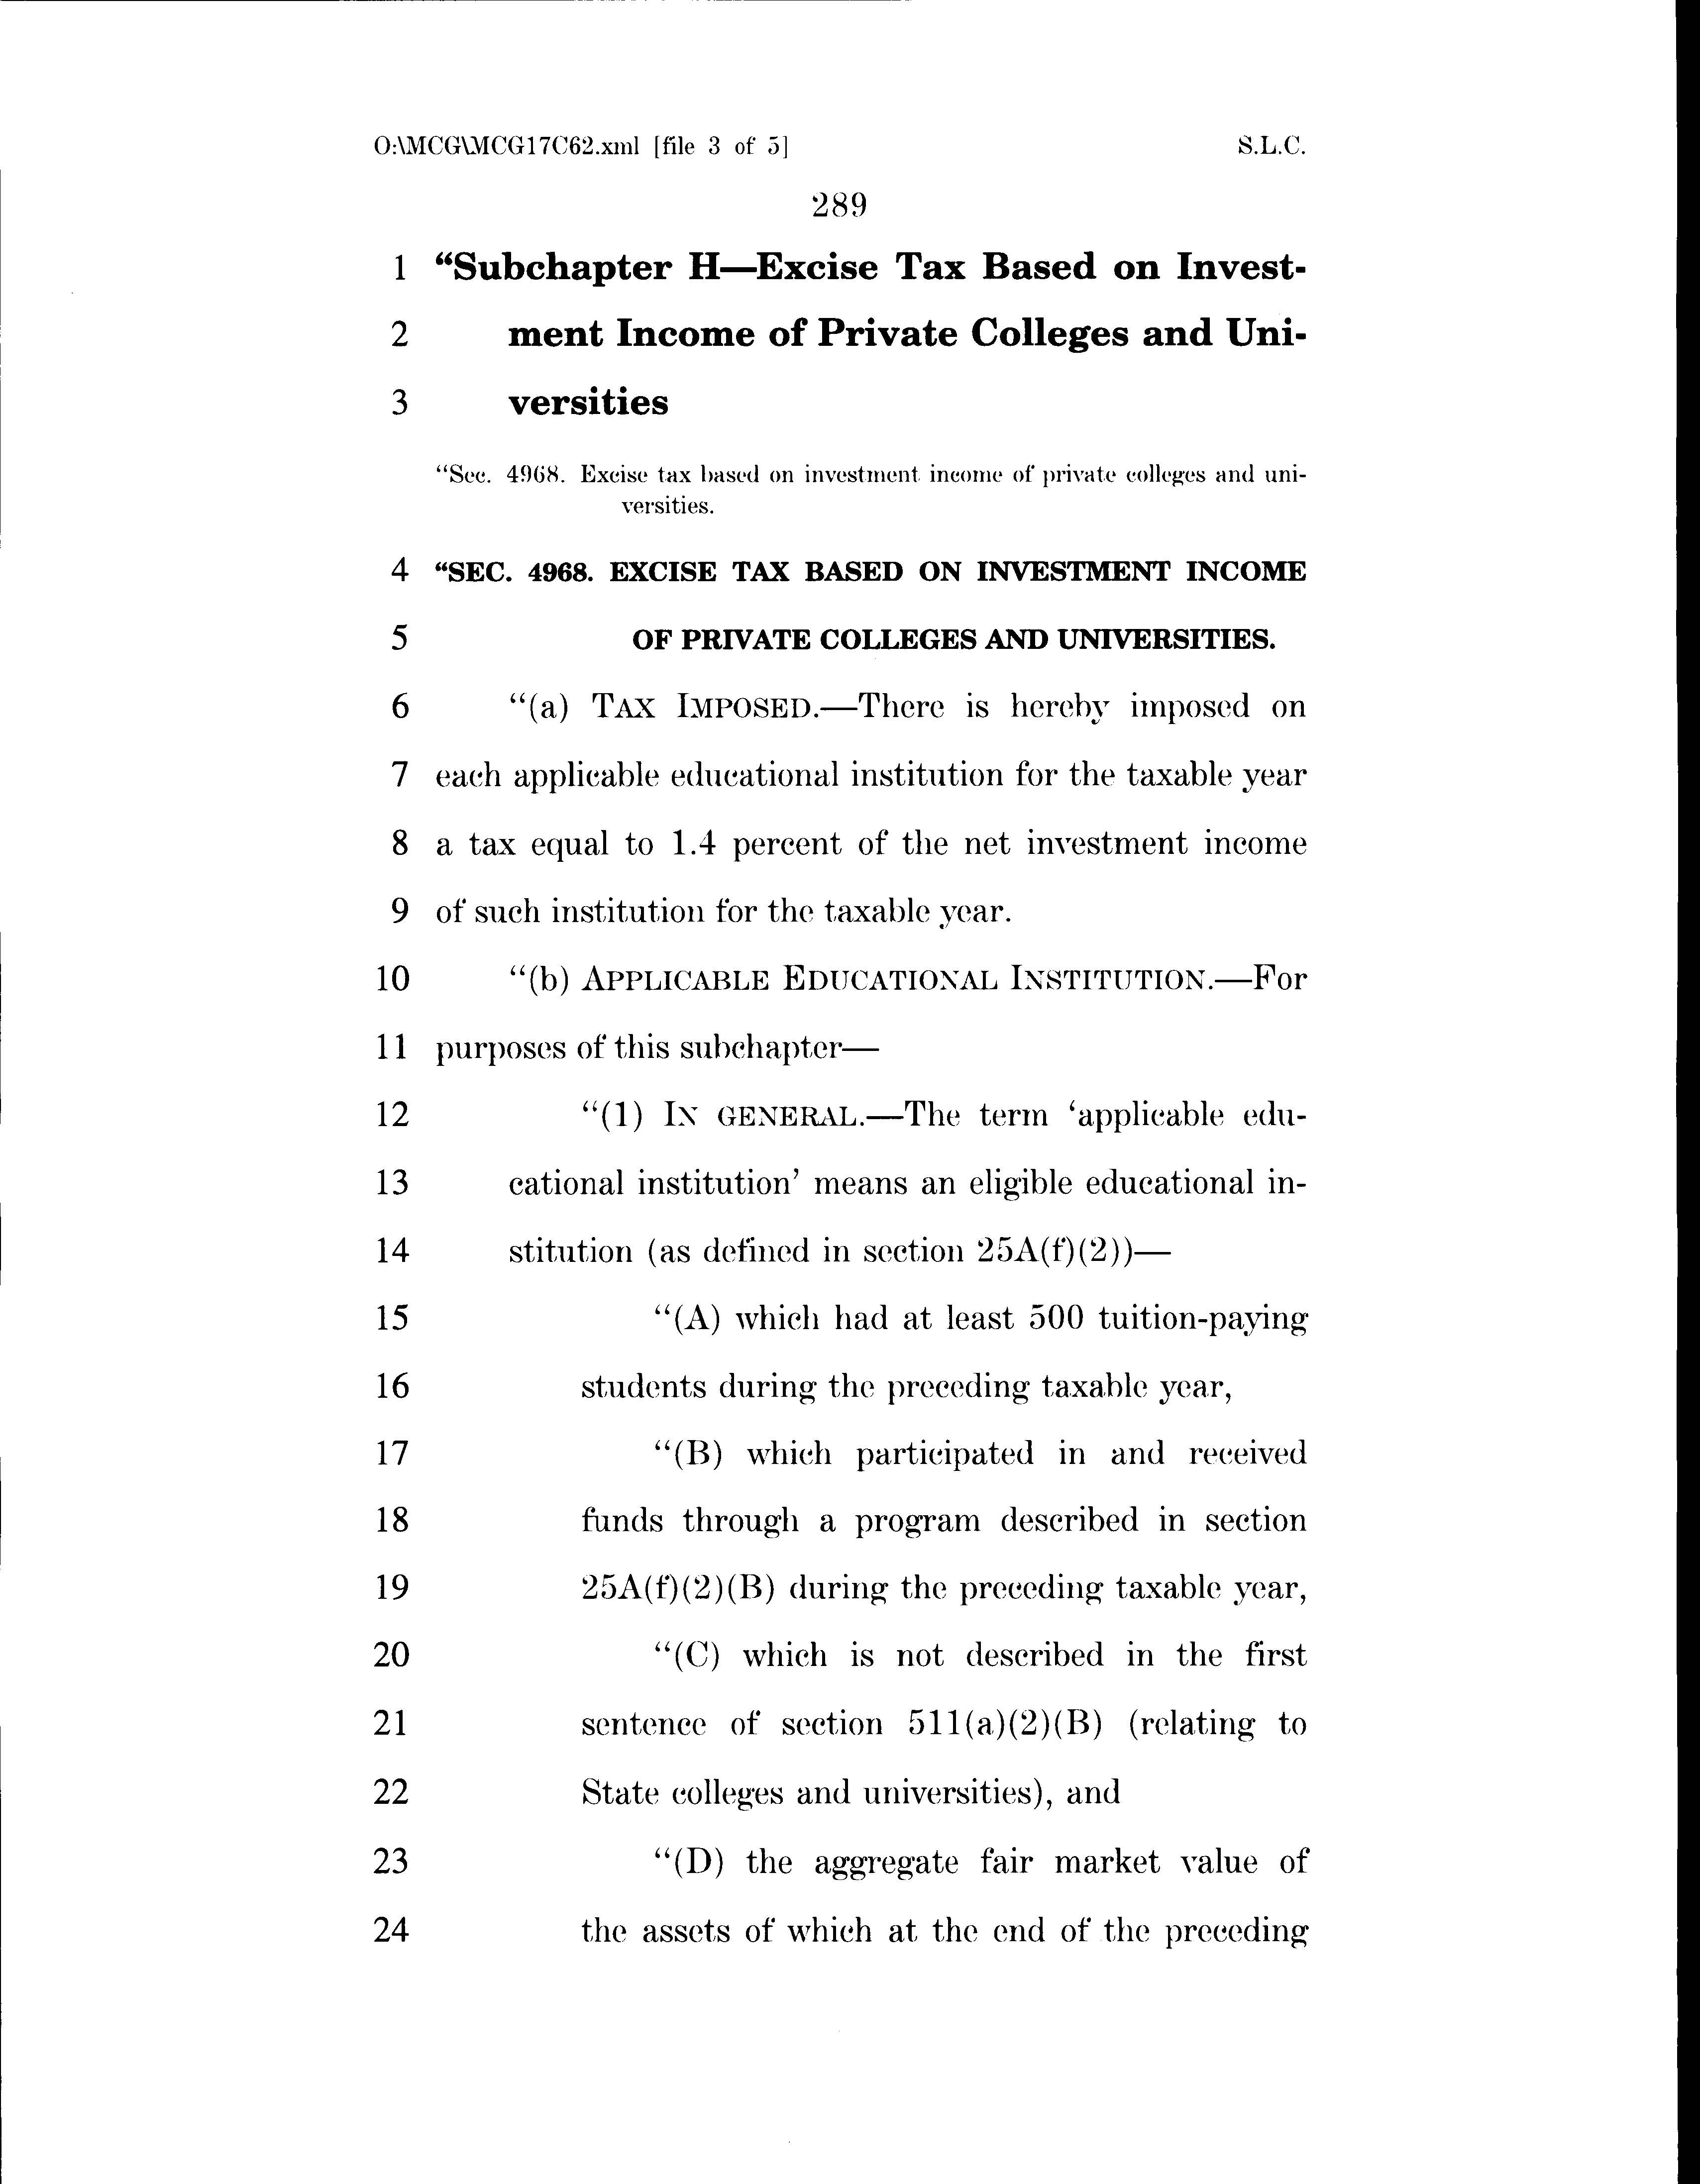 O:\MCG\MCG17C62.xml [file 3 of 5] S.L.C.
289
1 “Subchapter H—Excise Tax Based on Invest-
2 ment Income of Private Colleges and Uni-
3 versities
“Sec. 4968. Excise tax based on investment income of private colleges and uni-
versities.
4 “SEC. 4968. EXCISE TAX BASED ON INVESTMENT INCOME
5 OF PRIVATE COLLEGES AND UNIVERSITIES.
6 “(a) TAX IMPOSED.—There is hereby imposed on
7 each applicable educational institution for the taxable year
8 a tax equal to 1.4 percent of the net investment income
9 of such institution for the taxable year.
10 “(b) APPLICABLE EDUCATIONAL INSTITUTION.—For
11 purposes of this subchapter—
12 “(1) IN GENERAL.—The term ‘applicable edu-
13 cational institution’ means an eligible educational in-
14 stitution (as defined in section 25A(f)(2))—
15 “(A) which had at least 500 tuition-paying
16 students during the preceding taxable year,
17 “(B) which participated in and received
18 funds through a program described in section
19 25A(f)(2)(B) during the preceding taxable year,
20 “(C) which is not described in the first
21 sentence of section 511(a)(2)(B) (relating to
22 State colleges and universities), and
23 “(D) the aggregate fair market value of
24 the assets of which at the end of the preceding